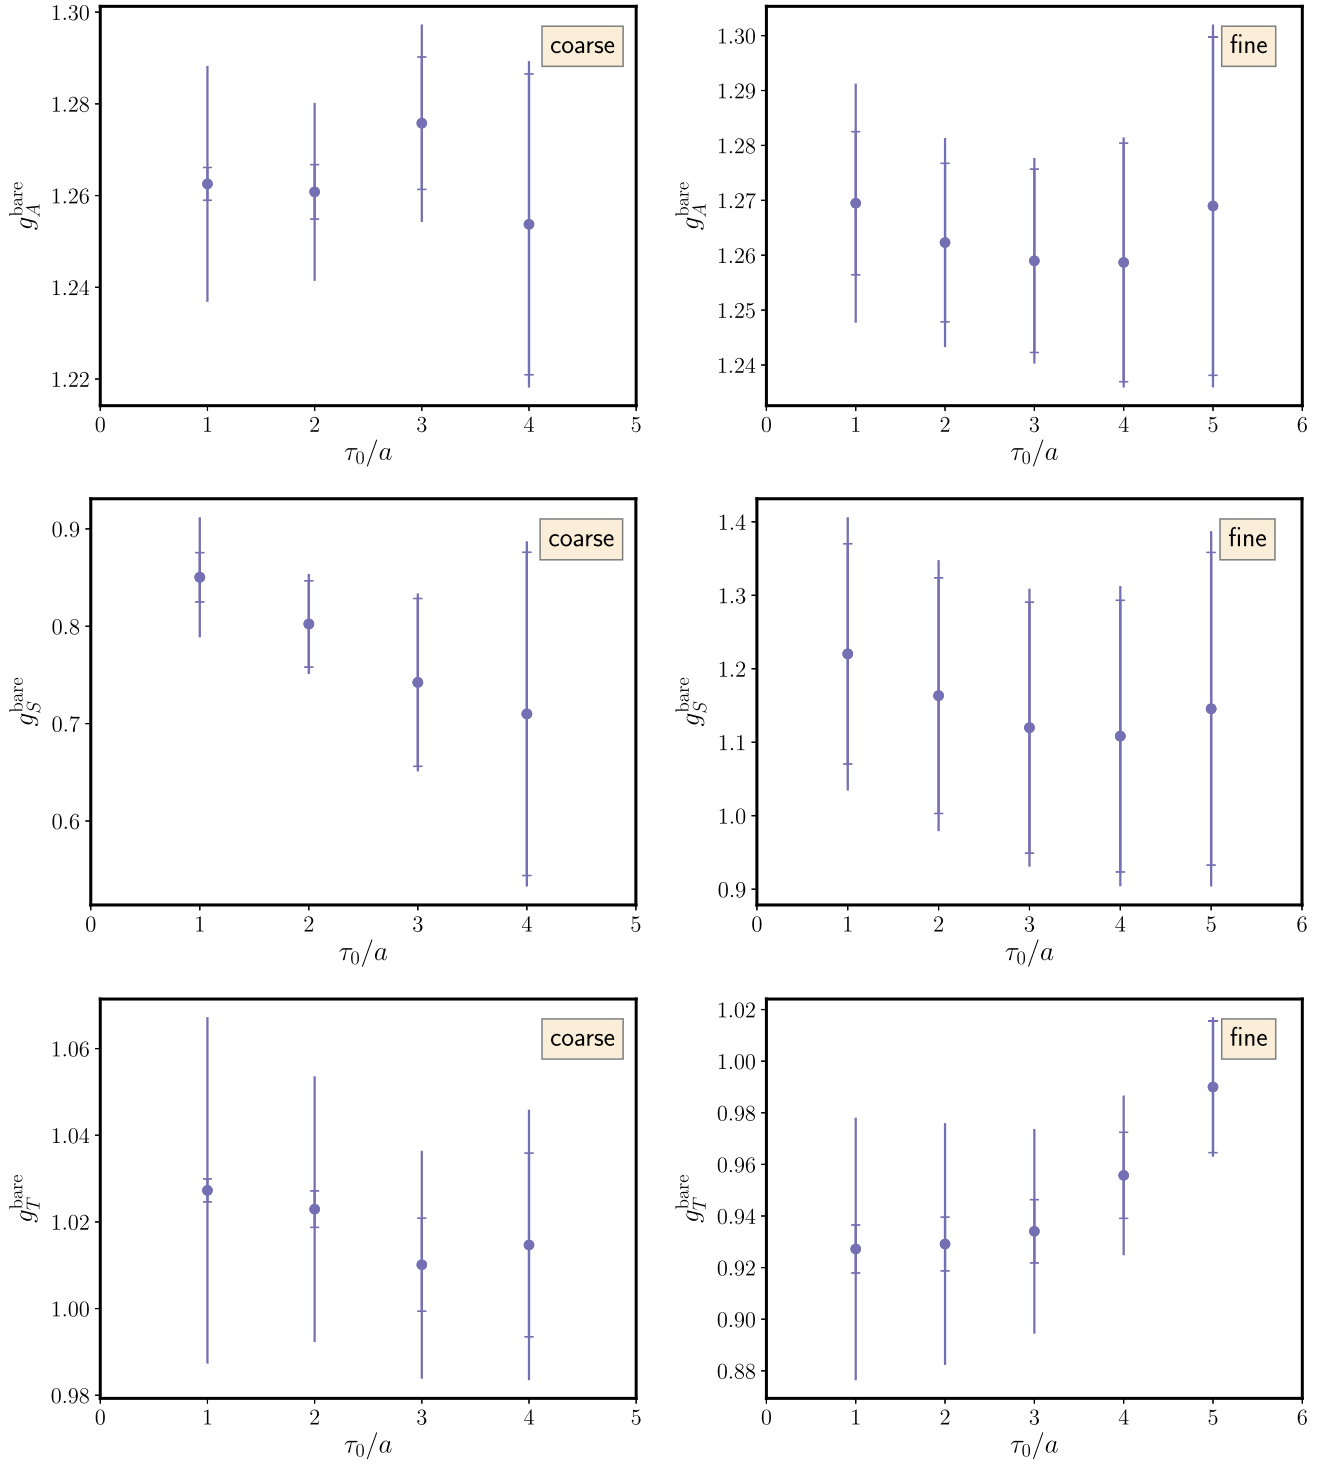 1.30
1.28
1.26
1.24
1.22
g_A^bare
coarse
0 1 2 3 4 5
τ₀/a
1.30
1.29
1.28
1.27
1.26
1.25
1.24
g_A^bare
fine
0 1 2 3 4 5 6
τ₀/a
0.9
0.8
0.7
0.6
g_S^bare
coarse
0 1 2 3 4 5
τ₀/a
1.4
1.3
1.2
1.1
1.0
0.9
g_S^bare
fine
0 1 2 3 4 5 6
τ₀/a
1.06
1.04
1.02
1.00
0.98
g_T^bare
coarse
0 1 2 3 4 5
τ₀/a
1.02
1.00
0.98
0.96
0.94
0.92
0.90
0.88
g_T^bare
fine
0 1 2 3 4 5 6
τ₀/a